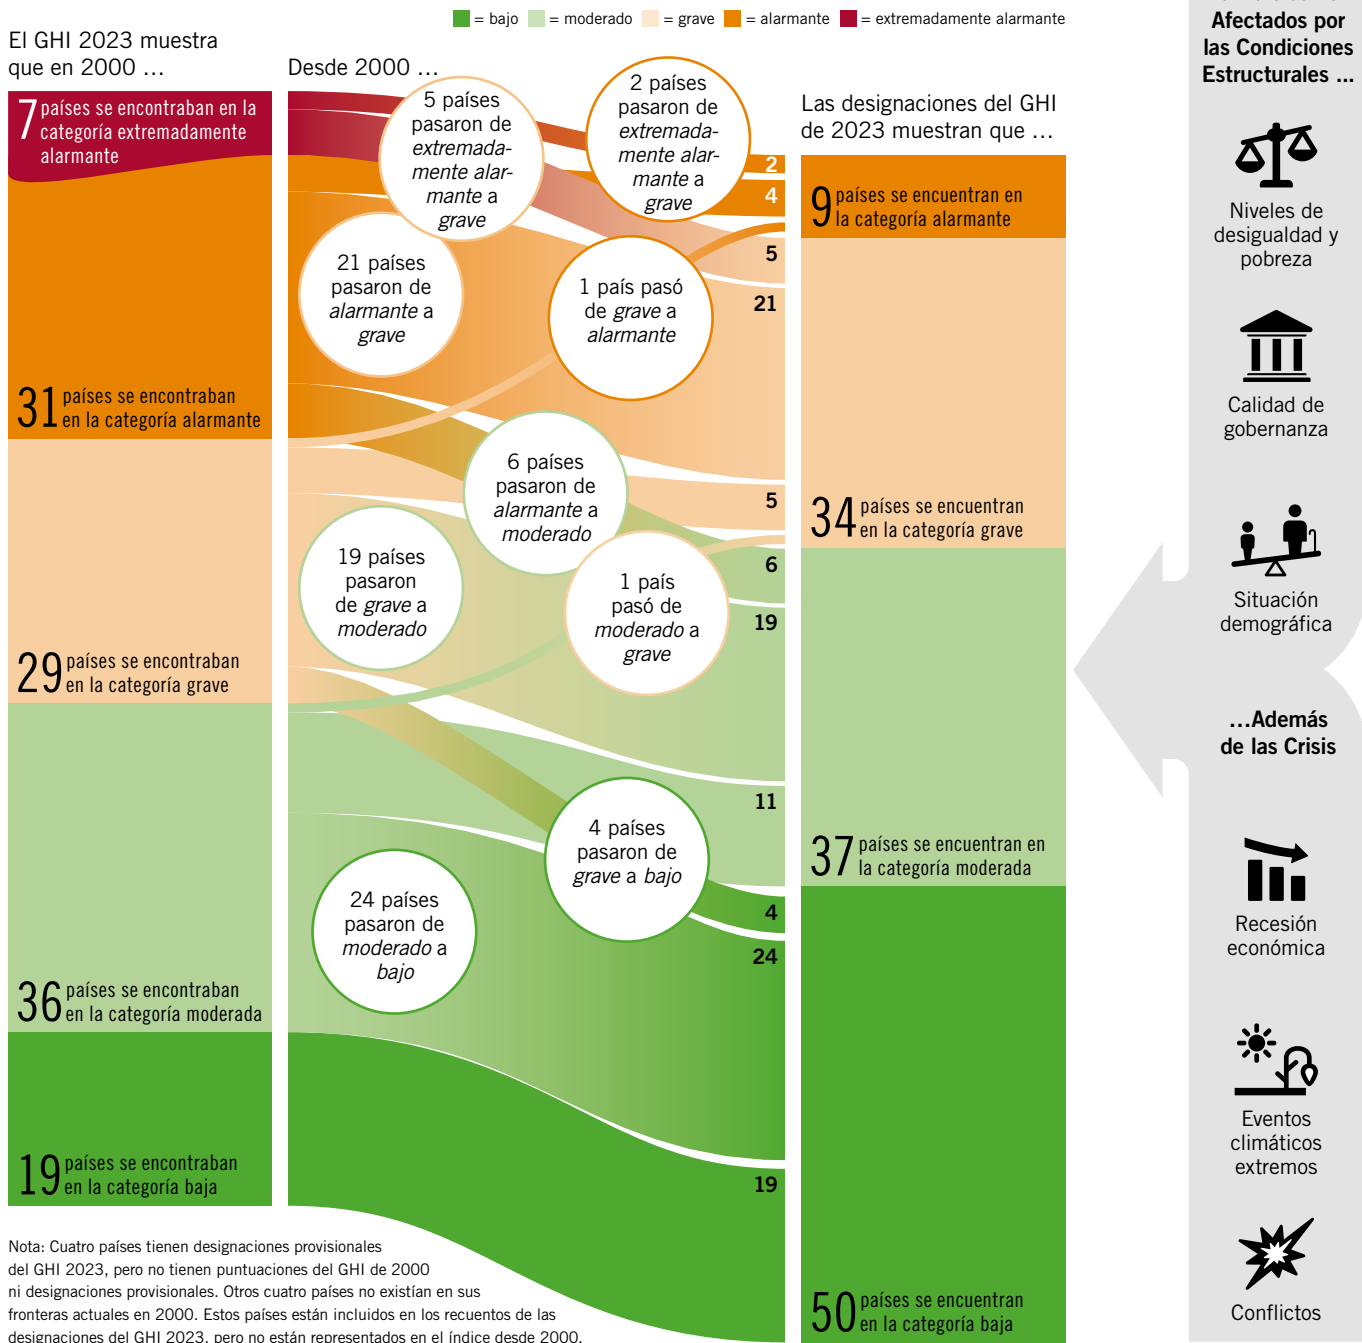 = bajo = moderado = grave = alarmante = extremadamente alarmante
El GHI 2023 muestra
que en 2000 …
7 países se encontraban en la
categoría extremadamente
alarmante
31 países se encontraban
en la categoría alarmante
29 países se encontraban
en la categoría grave
36 países se encontraban
en la categoría moderada
19 países se encontraban
en la categoría baja
Desde 2000 …
5 países
pasaron de
extremada-
mente alar-
mante a
grave
2 países
pasaron de
extremada-
mente alar-
mante a
grave
21 países
pasaron de
alarmante a
grave
1 país pasó
de grave a
alarmante
6 países
pasaron de
alarmante a
moderado
19 países
pasaron
de grave a
moderado
1 país
pasó de
moderado a
grave
4 países
pasaron de
grave a bajo
24 países
pasaron de
moderado a
bajo
2
4
5
21
5
6
19
11
4
24
19
Las designaciones del GHI
de 2023 muestran que …
9 países se encuentran en
la categoría alarmante
34 países se encuentran
en la categoría grave
37 países se encuentran en
la categoría moderada
50 países se encuentran
en la categoría baja
Afectados por
las Condiciones
Estructurales ...
Niveles de
desigualdad y
pobreza
Calidad de
gobernanza
Situación
demográfica
...Además
de las Crisis
Recesión
económica
Eventos
climáticos
extremos
Conflictos
Nota: Cuatro países tienen designaciones provisionales
del GHI 2023, pero no tienen puntuaciones del GHI de 2000
ni designaciones provisionales. Otros cuatro países no existían en sus
fronteras actuales en 2000. Estos países están incluidos en los recuentos de las
designaciones del GHI 2023, pero no están representados en el índice desde 2000.